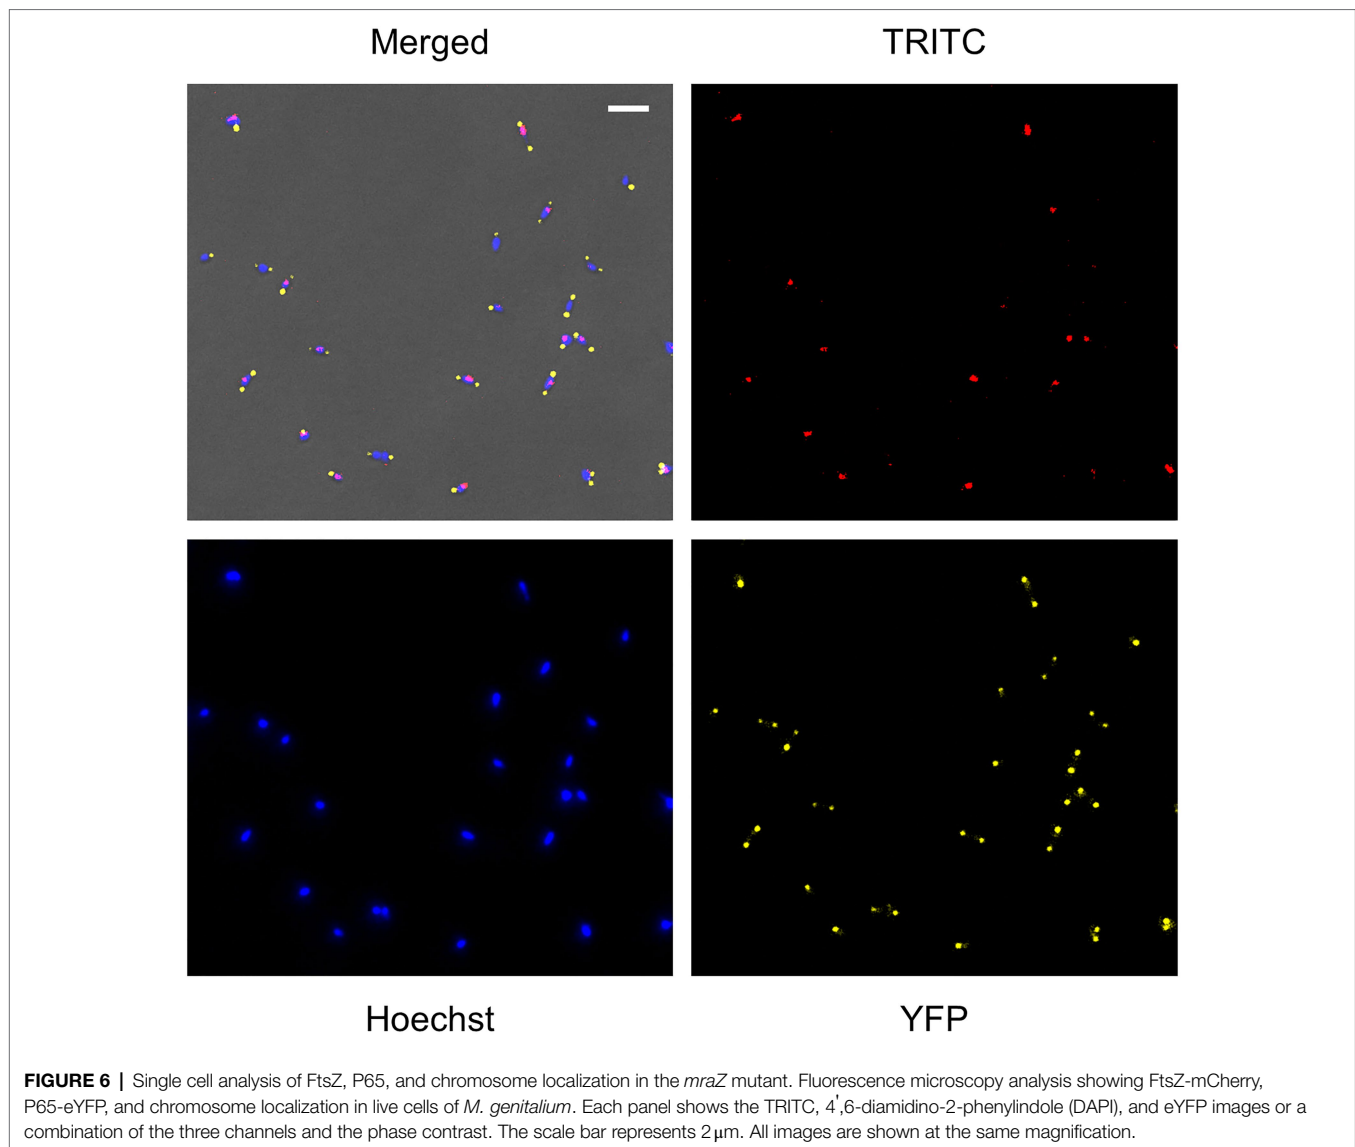 Merged
TRITC
Hoechst
YFP
FIGURE 6 | Single cell analysis of FtsZ, P65, and chromosome localization in the mraZ mutant. Fluorescence microscopy analysis showing FtsZ-mCherry,
P65-eYFP, and chromosome localization in live cells of M. genitalium. Each panel shows the TRITC, 4′,6-diamidino-2-phenylindole (DAPI), and eYFP images or a
combination of the three channels and the phase contrast. The scale bar represents 2 μm. All images are shown at the same magnification.